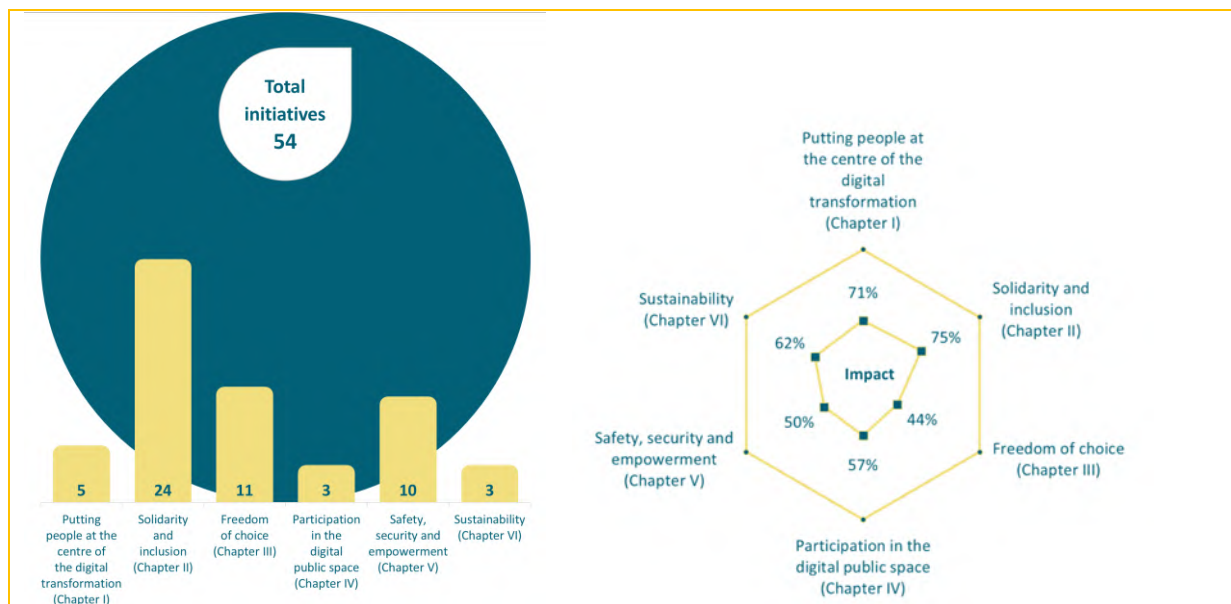 Total
initiatives
54
5
24
11
3
10
3
Putting
people at the
centre of
the digital
transformation
(Chapter I)
Solidarity
and
inclusion
(Chapter II)
Freedom
of choice
(Chapter III)
Participation
in the
digital
public space
(Chapter IV)
Safety,
security and
empowerment
(Chapter V)
Sustainability
(Chapter VI)
Putting people at
the centre of the
digital
transformation
(Chapter I)
Solidarity and
inclusion
(Chapter II)
Freedom of choice
(Chapter III)
Participation in the
digital public space
(Chapter IV)
Safety, security and
empowerment
(Chapter V)
Sustainability
(Chapter VI)
71%
75%
44%
57%
50%
62%
Impact